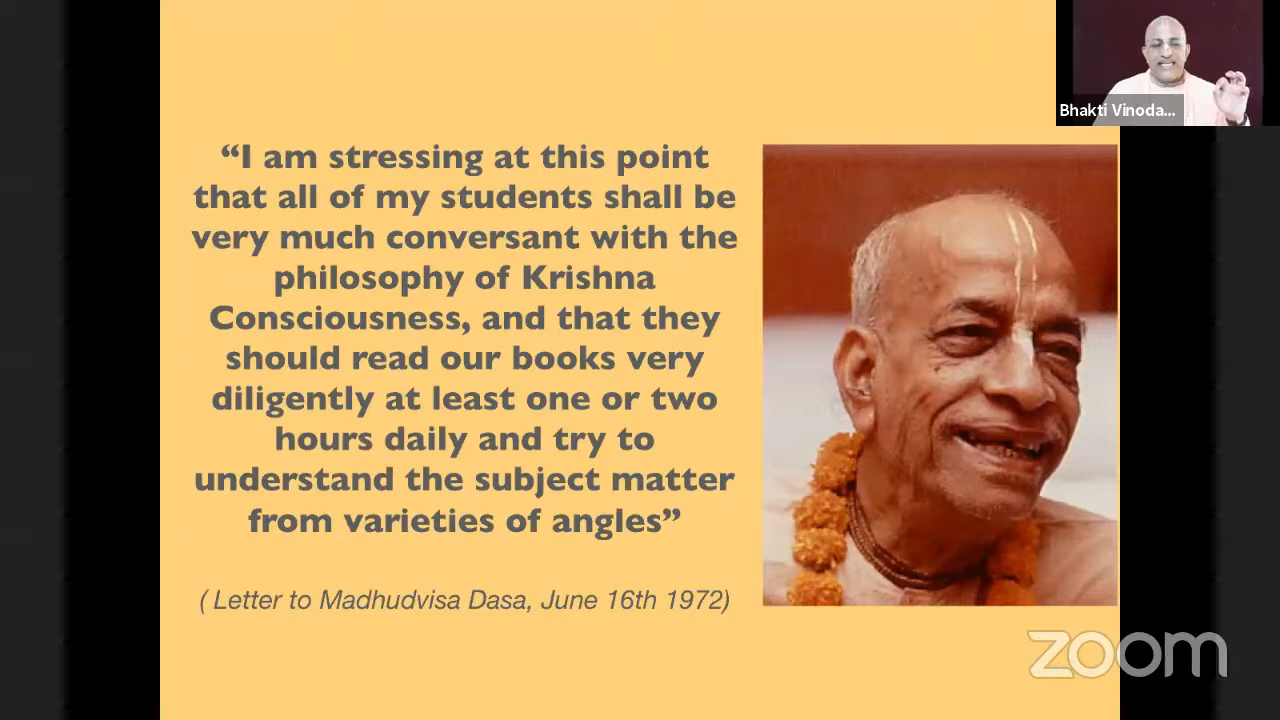 “I am stressing at this point
that all of my students shall be
very much conversant with the
philosophy of Krishna
Consciousness, and that they
should read our books very
diligently at least one or two
hours daily and try to
understand the subject matter
from varieties of angles”
( Letter to Madhudvisa Dasa, June 16th 1972)
Bhakti Vinoda...
zoom